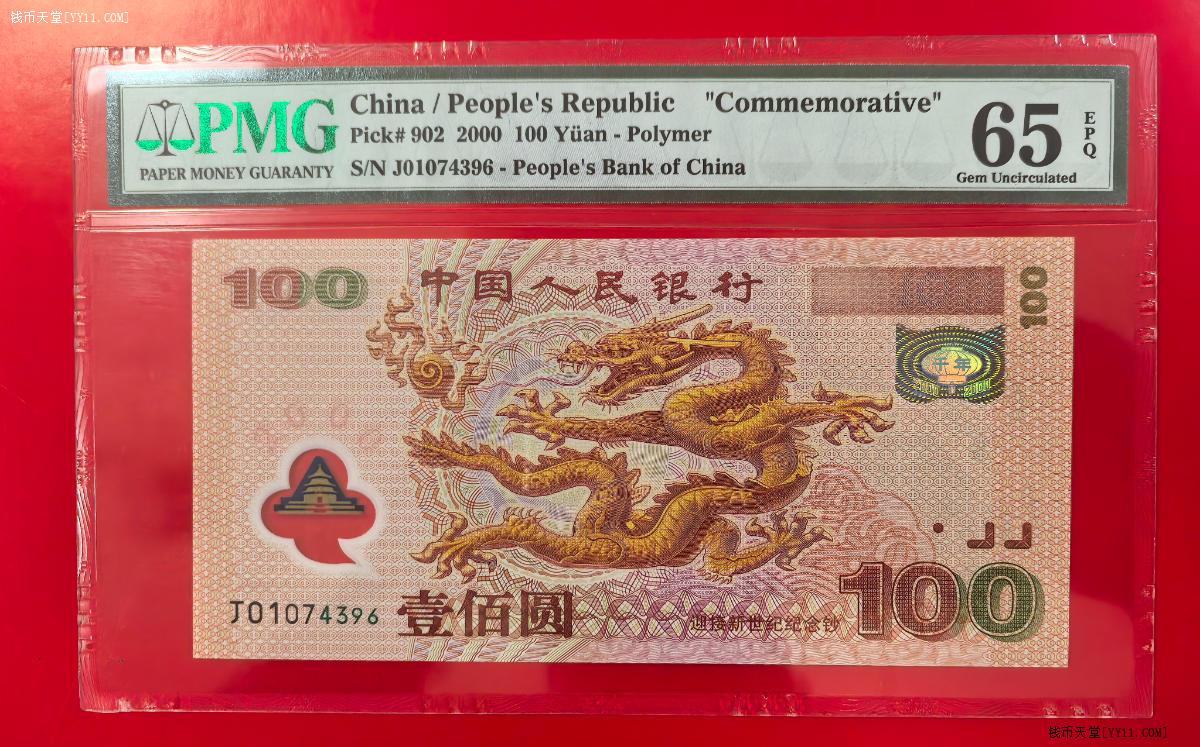 钱币天堂[YY11.COM]
PMG
PAPER MONEY GUARANTY
China / People's Republic "Commemorative"
Pick# 902 2000 100 Yüan - Polymer
S/N J01074396 - People's Bank of China
65
EPQ
Gem Uncirculated
100
中国人民银行
100
千年
J01074396
壹佰圆
迎接新世纪纪念钞
100
钱币天堂[YY11.COM]